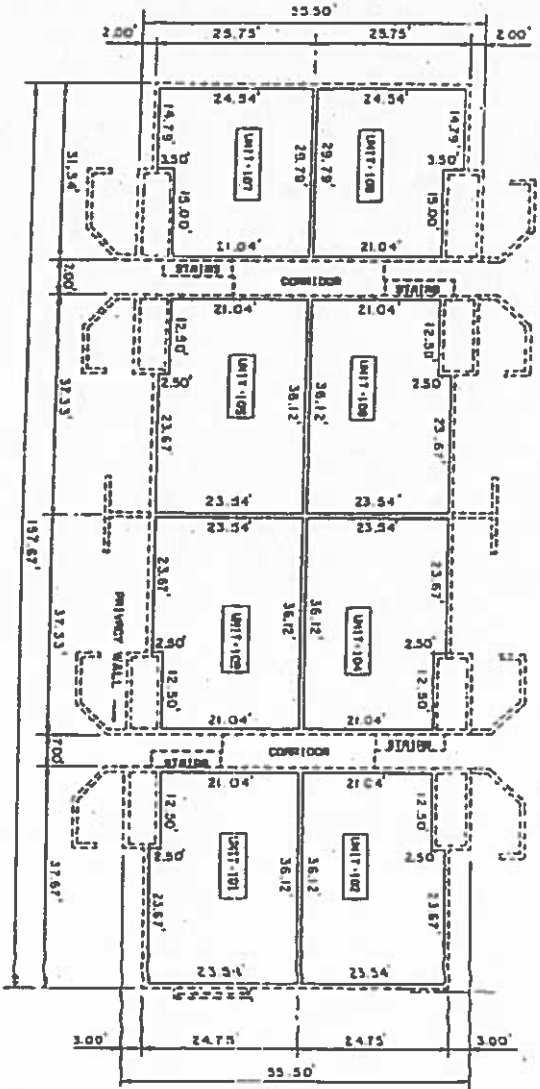 55.50'
2.00' 25.75' 25.75' 2.00'
24.54' 24.54'
14.79' 29.79' 29.79' 14.79'
UNIT-107 UNIT-108
3.50' 3.50'
31.34' 15.00' 15.00'
21.04' 21.04'
STAIRS CORRIDOR STAIRS
7.00'
21.04' 21.04'
12.50' 12.50'
UNIT-105
2.50' 2.50'
37.33' 23.67' 36.12' 36.12' 23.67'
23.54' 23.54'
157.67'
23.54' 23.54'
23.67' 36.12' 36.12' 23.67'
37.33' PRIVACY WALL UNIT-104
2.50' 2.50'
12.50' 12.50'
21.04' 21.04'
CORRIDOR STAIRS
7.00' STAIRS
21.04' 21.04'
12.50' 12.50'
UNIT-101 UNIT-102
2.50' 2.50'
37.67' 23.67' 36.12' 36.12' 23.67'
23.54' 23.54'
3.00' 24.75' 24.75' 3.00'
55.50'